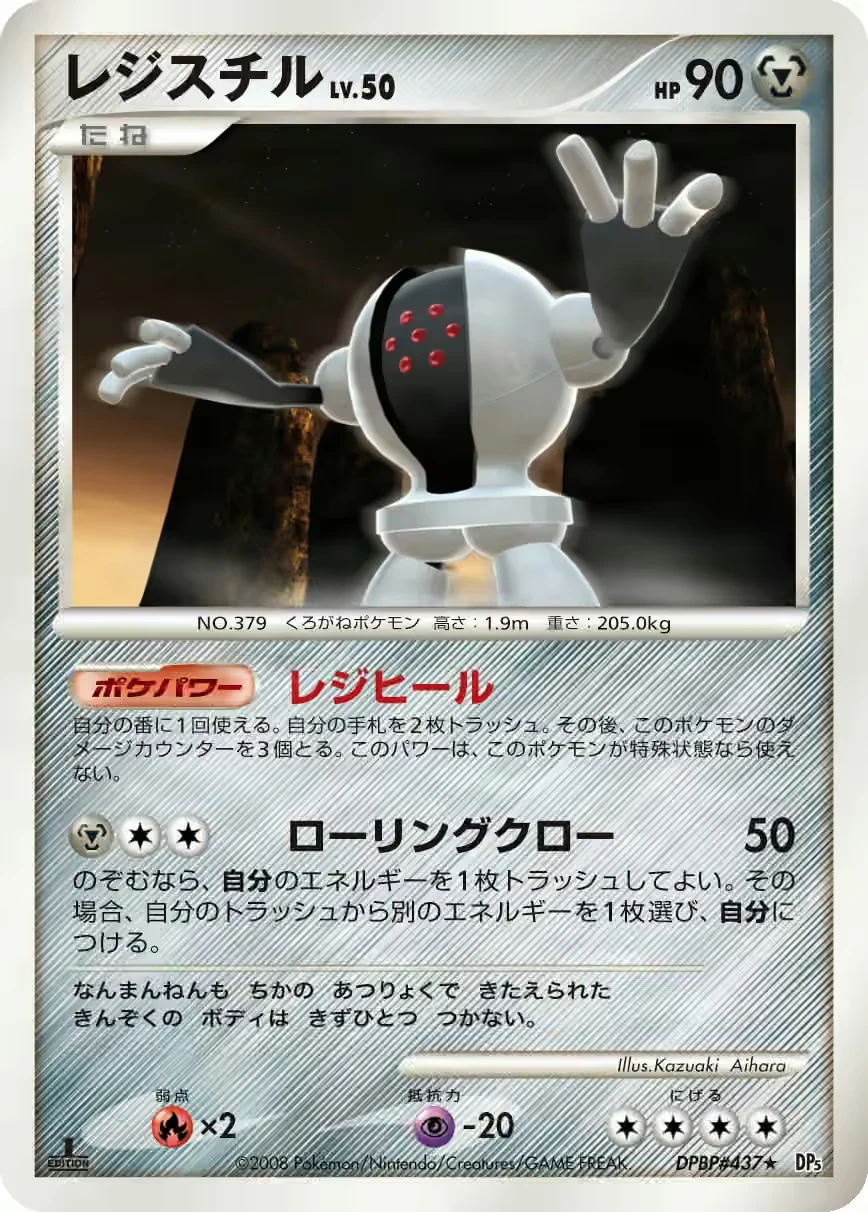 レジスチル LV.50 HP 90
たね
NO.379 くろがねポケモン 高さ：1.9m 重さ：205.0kg
ポケパワー レジヒール
自分の番に1回使える。自分の手札を2枚トラッシュ。その後、このポケモンのダ
メージカウンターを3個とる。このパワーは、このポケモンが特殊状態なら使え
ない。
ローリングクロー 50
のぞむなら、自分のエネルギーを1枚トラッシュしてよい。その
場合、自分のトラッシュから別のエネルギーを1枚選び、自分に
つける。
なんまんねんも ちかの あつりょくで きたえられた
きんぞくの ボディは きずひとつ つかない。
Illus.Kazuaki Aihara
弱点 抵抗力 にげる
×2 -20
1 EDITION ©2008 Pokémon/Nintendo/Creatures/GAME FREAK. DPBP#437★ DP5